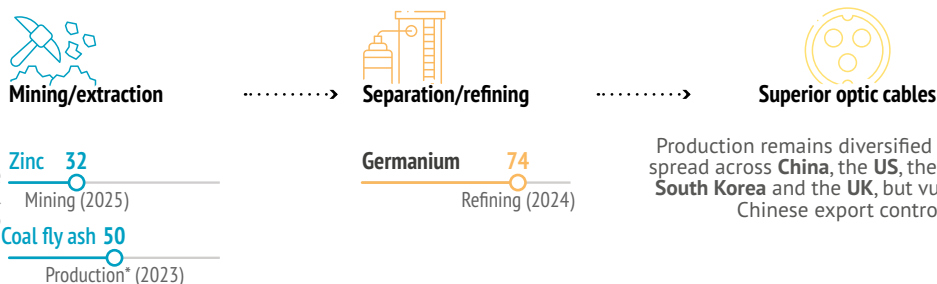 Mining/extraction
Separation/refining
Superior optic cables
Zinc 32
Mining (2025)
Coal fly ash 50
Production* (2023)
Germanium 74
Refining (2024)
Production remains diversified
spread across China, the US, the
South Korea and the UK, but
Chinese export